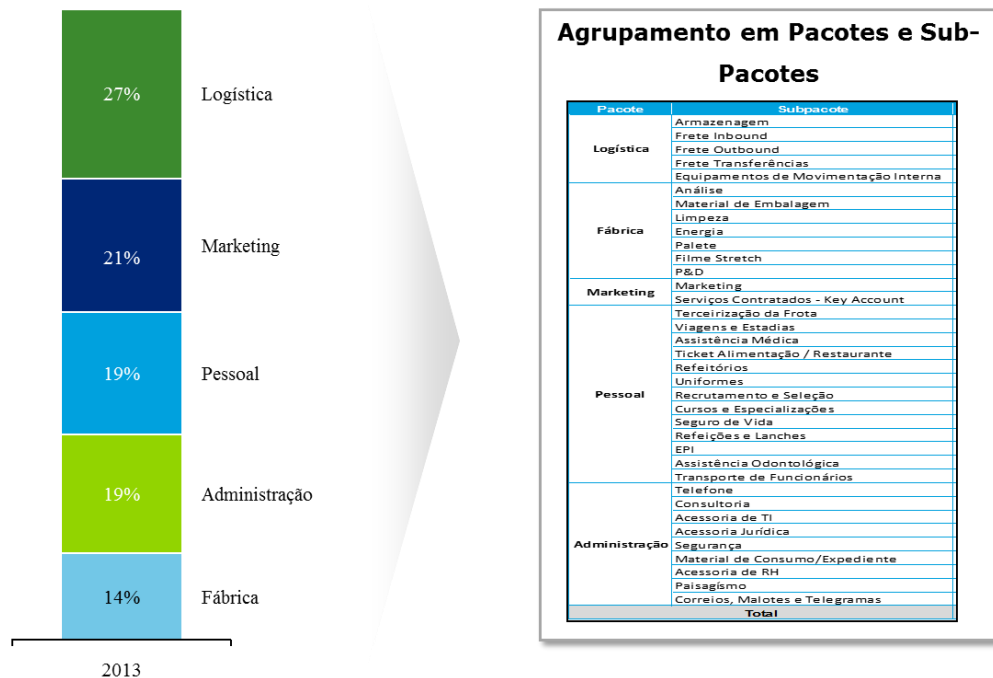 27%
Logística
21%
Marketing
19%
Pessoal
19%
Administração
14%
Fábrica
2013
Agrupamento em Pacotes e Sub-
Pacotes
Pacote Subpacote
Logística
Armazenagem
Frete Inbound
Frete Outbound
Frete Transferências
Equipamentos de Movimentação Interna
Fábrica
Análise
Material de Embalagem
Limpeza
Energia
Palete
Filme Stretch
P&D
Marketing
Marketing
Serviços Contratados - Key Account
Pessoal
Terceirização da Frota
Viagens e Estadias
Assistência Médica
Ticket Alimentação / Restaurante
Refeitórios
Uniformes
Recrutamento e Seleção
Cursos e Especializações
Seguro de Vida
Refeições e Lanches
EPI
Assistência Odontológica
Transporte de Funcionários
Administração
Telefone
Consultoria
Acessoria de TI
Acessoria Jurídica
Segurança
Material de Consumo/Expediente
Acessoria de RH
Paisagísmo
Correios, Malotes e Telegramas
Total